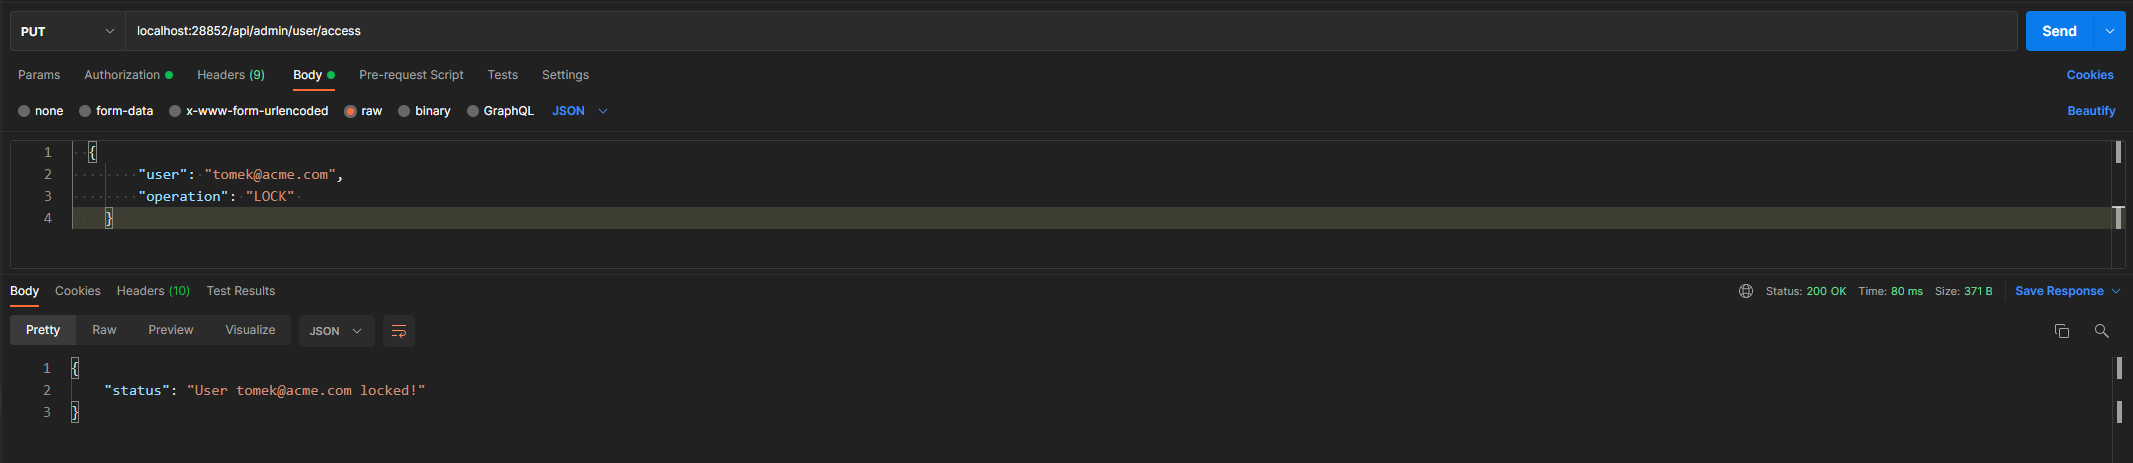 PUT localhost:28852/api/admin/user/access Send
Params Authorization Headers (9) Body Pre-request Script Tests Settings Cookies
none form-data x-www-form-urlencoded raw binary GraphQL JSON Beautify
1 {
2 "user": "tomek@acme.com",
3 "operation": "LOCK"
4 }
Body Cookies Headers (10) Test Results Status: 200 OK Time: 80 ms Size: 371 B Save Response
Pretty Raw Preview Visualize JSON
1 {
2 "status": "User tomek@acme.com locked!"
3 }